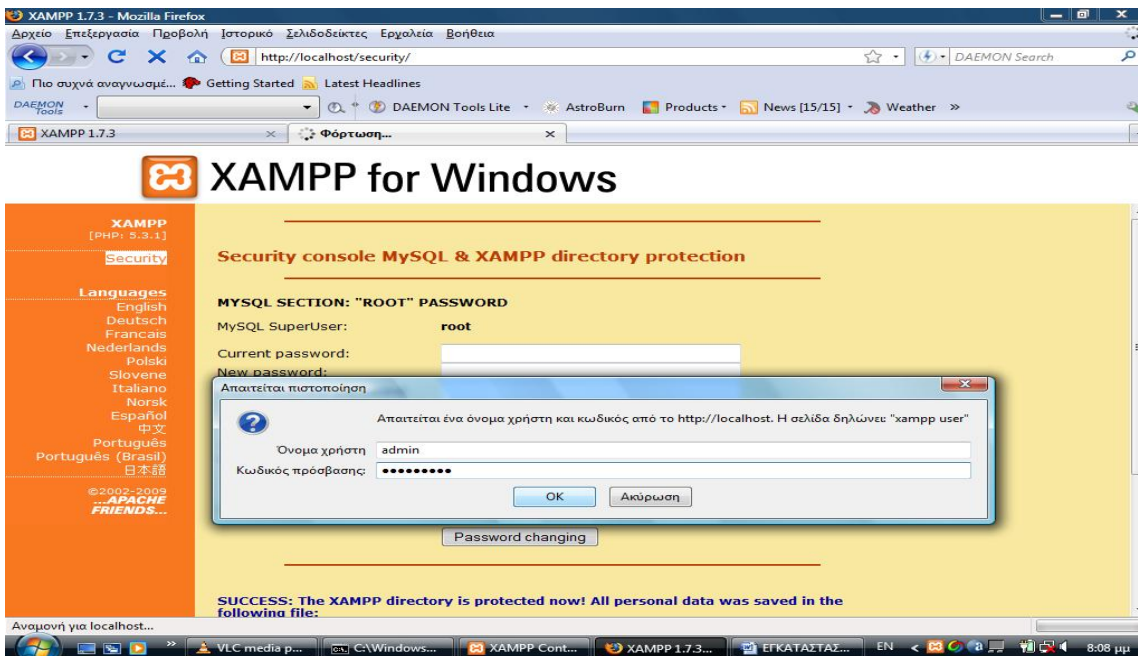 XAMPP 1.7.3 - Mozilla Firefox
Αρχείο Επεξεργασία Προβολή Ιστορικό Σελιδοδείκτες Εργαλεία Βοήθεια
http://localhost/security/
DAEMON Search
Πιο συχνά αναγνωσμέ... Getting Started Latest Headlines
DAEMON Tools
DAEMON Tools Lite AstroBurn Products News [15/15] Weather »
XAMPP 1.7.3
Φόρτωση...
XAMPP for Windows
XAMPP
[PHP: 5.3.1]
Security
Languages
English
Deutsch
Francais
Nederlands
Polski
Slovene
Italiano
Norsk
Español
中文
Português
Português (Brasil)
日本語
©2002-2009
...APACHE
FRIENDS...
Security console MySQL & XAMPP directory protection
MYSQL SECTION: "ROOT" PASSWORD
MySQL SuperUser: root
Current password:
New password:
Απαιτείται πιστοποίηση
Απαιτείται ένα όνομα χρήστη και κωδικός από το http://localhost. Η σελίδα δηλώνει: "xampp user"
Όνομα χρήστη admin
Κωδικός πρόσβασης: •••••••••
OK Ακύρωση
Password changing
SUCCESS: The XAMPP directory is protected now! All personal data was saved in the
following file:
Αναμονή για localhost...
» VLC media p... C:\Windows... XAMPP Cont... XAMPP 1.7.3... ΕΓΚΑΤΑΣΤΑΣ... EN < 8:08 μμ